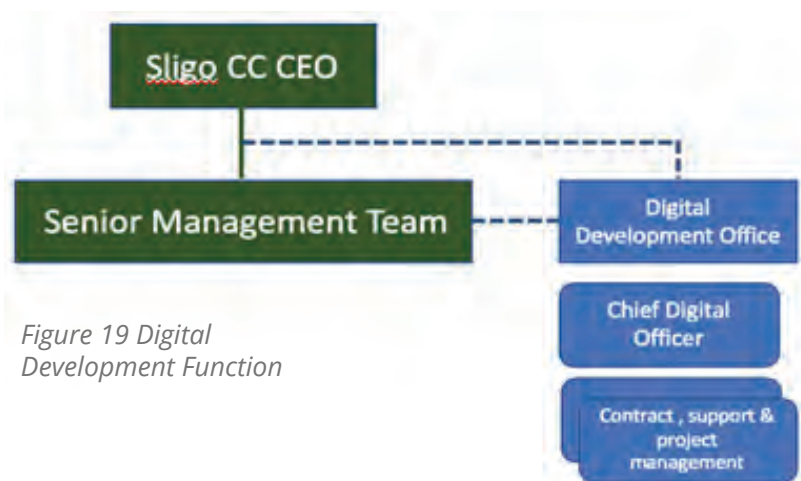 Sligo CC CEO
Senior Management Team
Digital
Development Office
Chief Digital
Officer
Contract , support &
project
management
Figure 19 Digital
Development Function